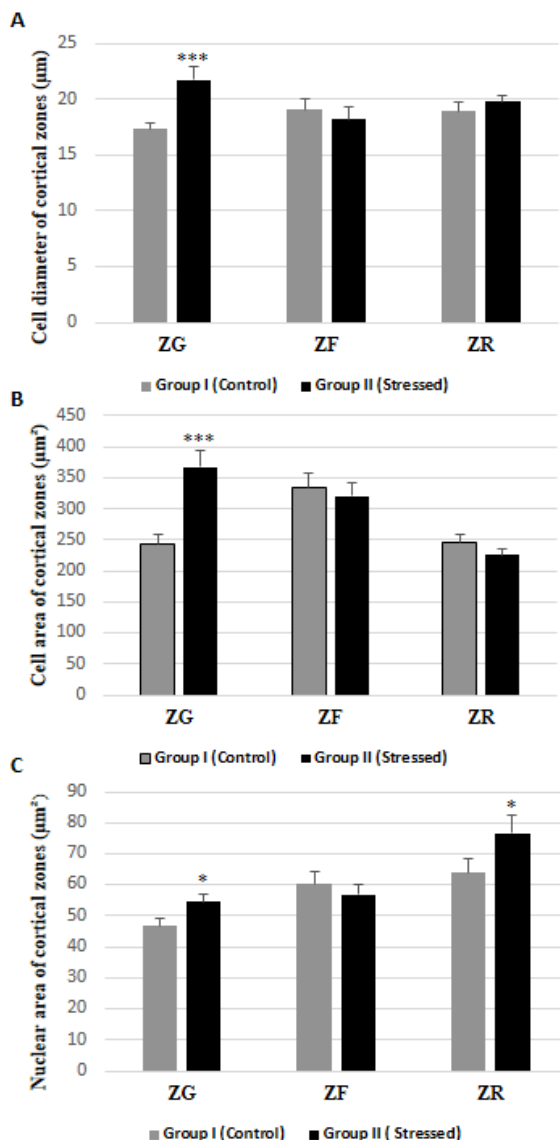 A
Cell diameter of cortical zones (µm)
25
20
15
10
5
0
***
ZG
ZF
ZR
Group I (Control)
Group II (Stressed)
B
Cell area of cortical zones (µm²)
450
400
350
300
250
200
150
100
50
0
***
ZG
ZF
ZR
Group I (Control)
Group II (Stressed)
C
Nuclear area of cortical zones (µm²)
90
80
70
60
50
40
30
20
10
0
*
*
ZG
ZF
ZR
Group I (Control)
Group II ( Stressed)